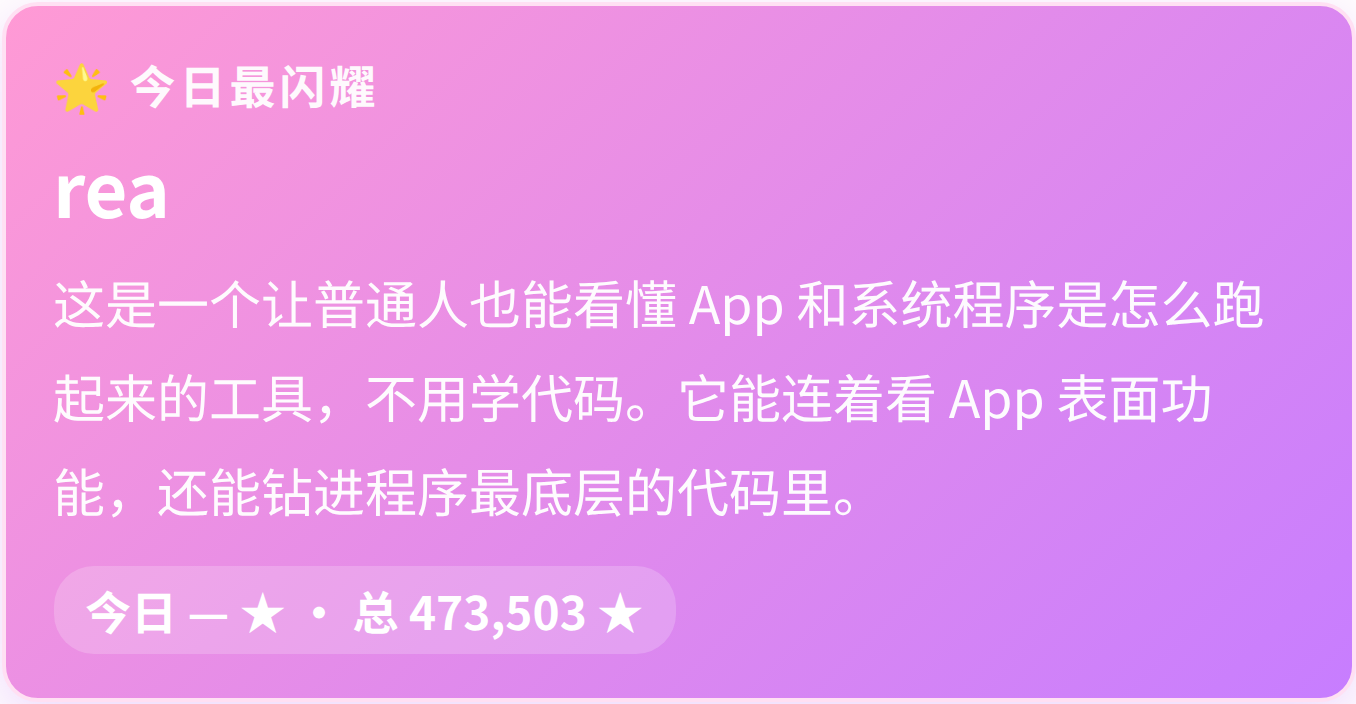 🌟 今日最闪耀
rea
这是一个让普通人也能看懂 App 和系统程序是怎么跑
起来的工具，不用学代码。它能连着看 App 表面功
能，还能钻进程序最底层的代码里。
今日 — ★ · 总 473,503 ★